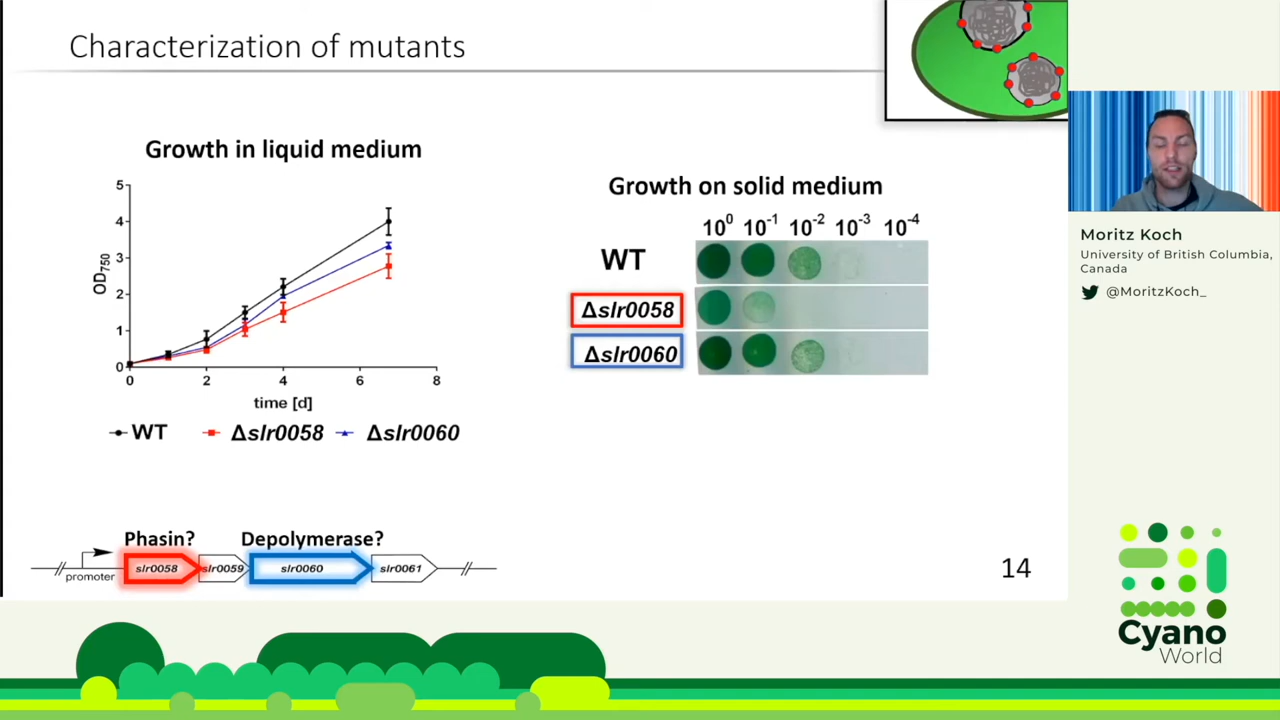 Characterization of mutants
Growth in liquid medium
5
4
3
2
1
0
OD750
0 2 4 6 8
time [d]
WT Δslr0058 Δslr0060
Growth on solid medium
10⁰ 10⁻¹ 10⁻² 10⁻³ 10⁻⁴
WT
Δslr0058
Δslr0060
Phasin? Depolymerase?
promoter slr0058 slr0059 slr0060 slr0061
14
Moritz Koch
University of British Columbia,
Canada
@MoritzKoch_
Cyano
World